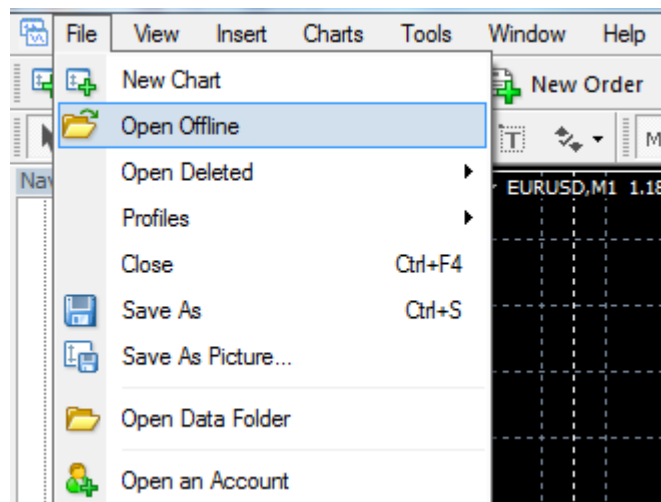 File View Insert Charts Tools Window Help
New Chart
New Order
Open Offline
T
M
Open Deleted
Nav
EURUSD,M1 1.18
Profiles
Close Ctrl+F4
Save As Ctrl+S
Save As Picture...
Open Data Folder
Open an Account